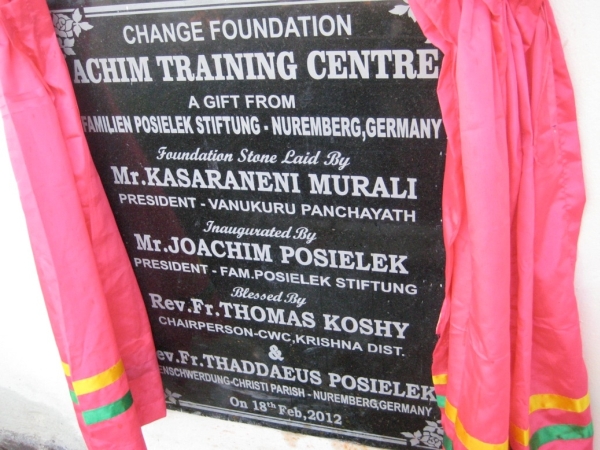 CHANGE FOUNDATION
ACHIM TRAINING CENTRE
A GIFT FROM
FAMILIEN POSIELEK STIFTUNG - NUREMBERG,GERMANY
Foundation Stone Laid By
Mr.KASARANENI MURALI
PRESIDENT - VANUKURU PANCHAYATH
Inaugurated By
Mr.JOACHIM POSIELEK
PRESIDENT - FAM.POSIELEK STIFTUNG
Blessed By
Rev.Fr.THOMAS KOSHY
CHAIRPERSON-CWC,KRISHNA DIST.
&
ev.Fr.THADDAEUS POSIELEK
ENSCHWERDUNG-CHRISTI PARISH - NUREMBERG,GERMANY
On 18th Feb,2012